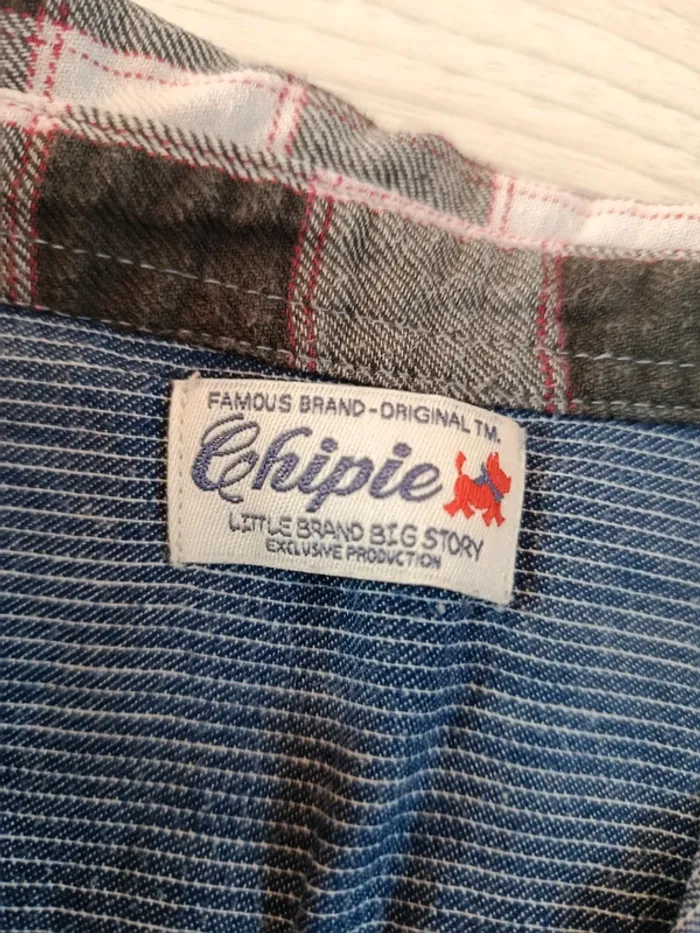 FAMOUS BRAND-ORIGINAL TM.
Chipie
LITTLE BRAND BIG STORY
EXCLUSIVE PRODUCTION